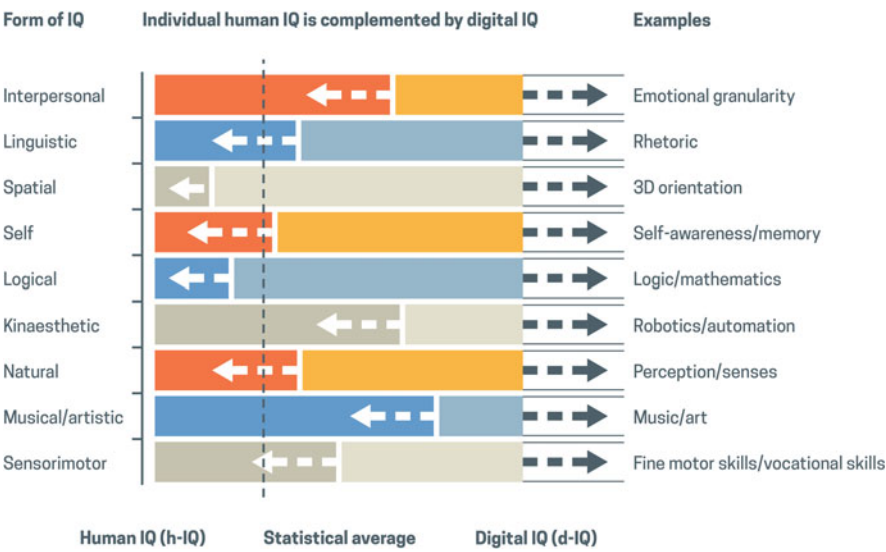 Form of IQ Individual human IQ is complemented by digital IQ Examples
Interpersonal Emotional granularity
Linguistic Rhetoric
Spatial 3D orientation
Self Self-awareness/memory
Logical Logic/mathematics
Kinaesthetic Robotics/automation
Natural Perception/senses
Musical/artistic Music/art
Sensorimotor Fine motor skills/vocational skills
Human IQ (h-IQ) Statistical average Digital IQ (d-IQ)